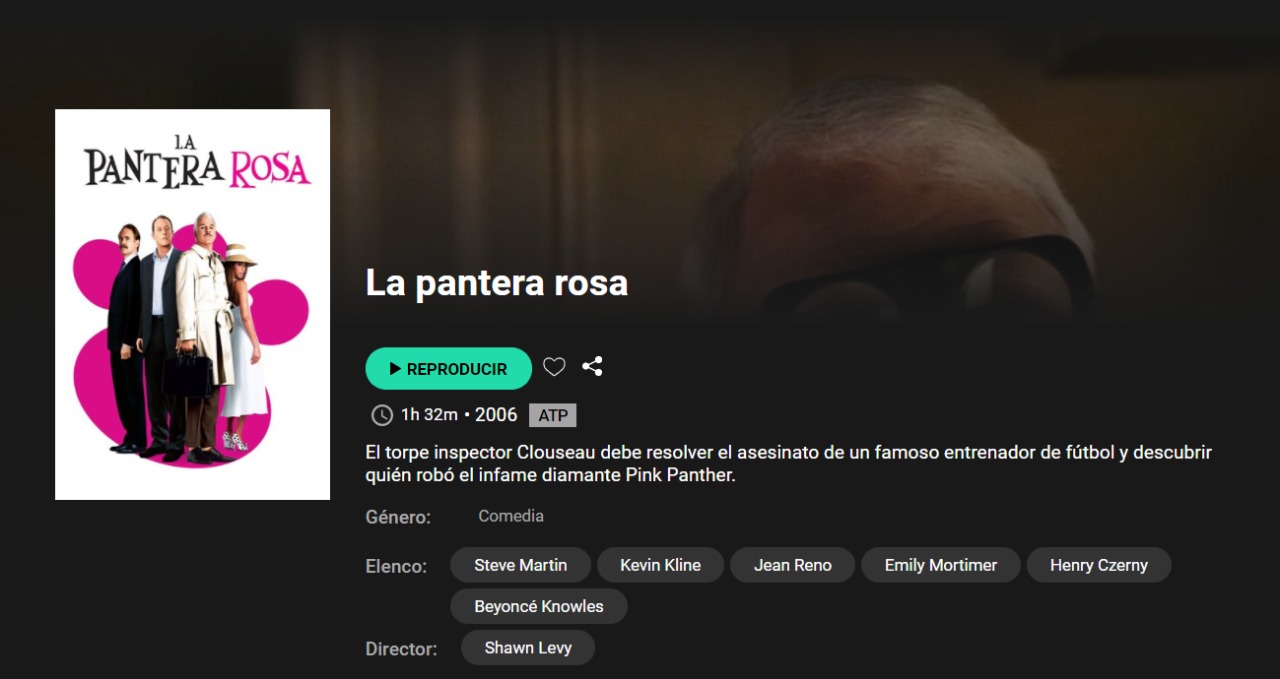 LA
PANTERA ROSA
La pantera rosa
REPRODUCIR
1h 32m • 2006 ATP
El torpe inspector Clouseau debe resolver el asesinato de un famoso entrenador de fútbol y descubrir
quién robó el infame diamante Pink Panther.
Género: Comedia
Elenco: Steve Martin Kevin Kline Jean Reno Emily Mortimer Henry Czerny
Beyoncé Knowles
Director: Shawn Levy